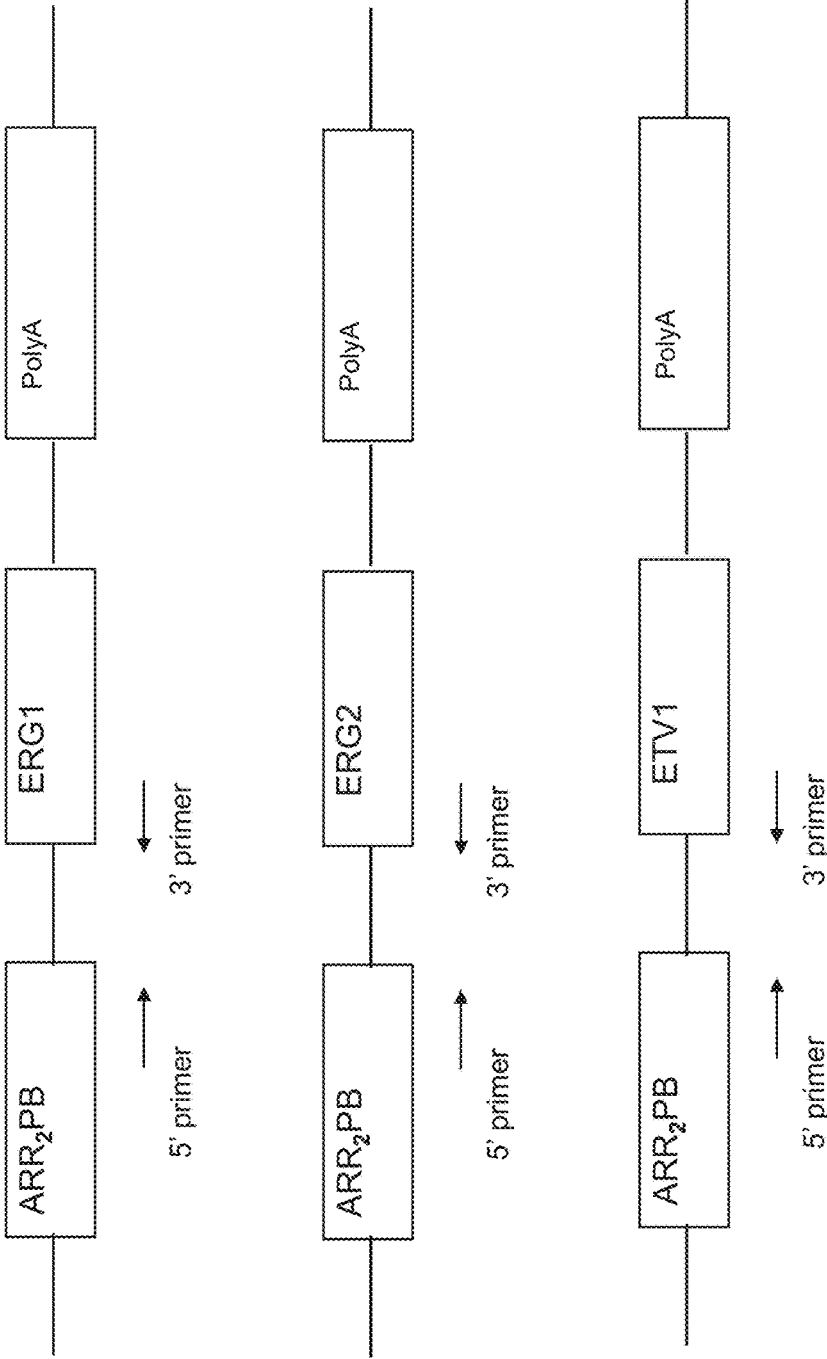 ARR₂PB
ERG1
PolyA
5' primer
3' primer
ARR₂PB
ERG2
PolyA
5' primer
3' primer
ARR₂PB
ETV1
PolyA
5' primer
3' primer